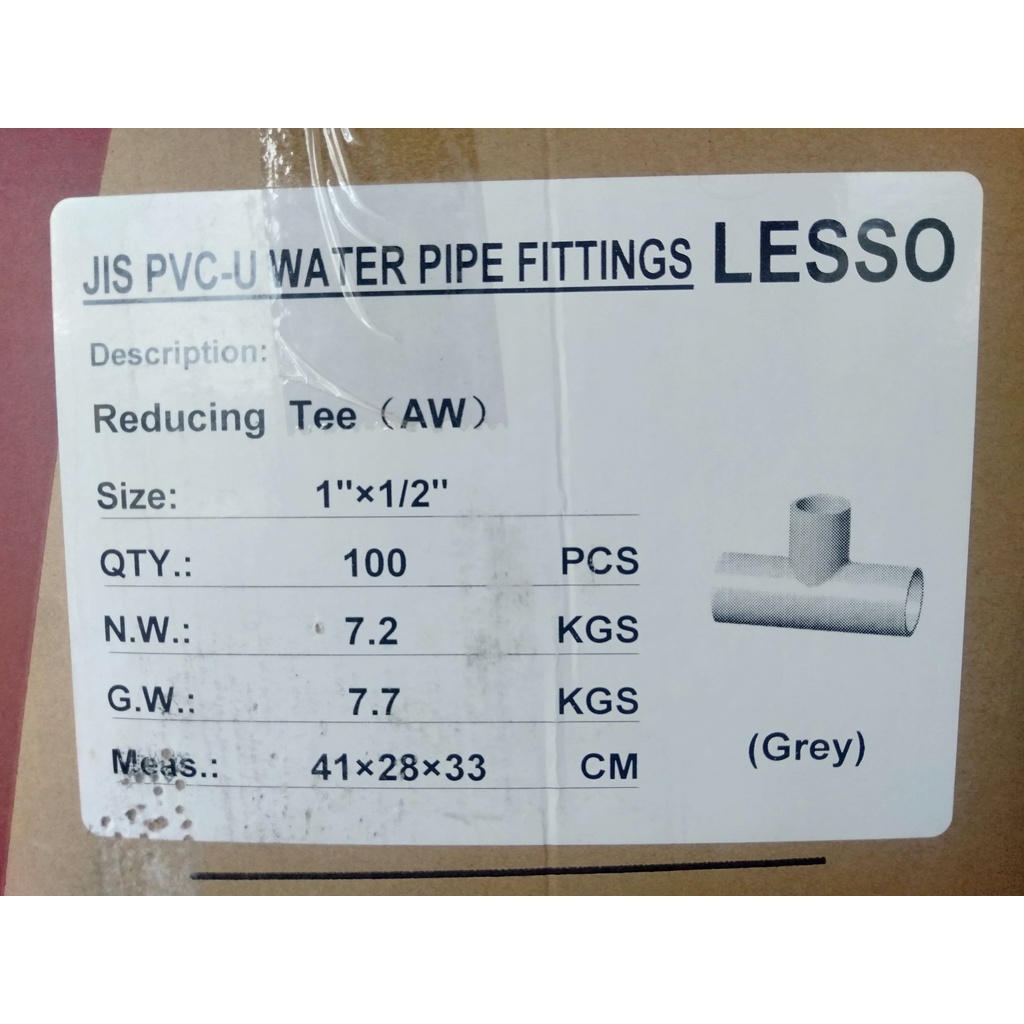 JIS PVC-U WATER PIPE FITTINGS LESSO
Description:
Reducing Tee（AW）
Size: 1"×1/2"
QTY.: 100 PCS
N.W.: 7.2 KGS
G.W.: 7.7 KGS
Meas.: 41×28×33 CM
(Grey)